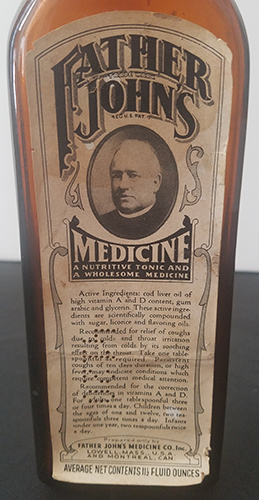 FATHER
JOHN'S
REG. U.S. PAT.
MEDICINE
A NUTRITIVE TONIC AND
A WHOLESOME MEDICINE
Active Ingredients: cod liver oil of
high vitamin A and D content, gum
arabic and glycerin. These active ingre-
dients are scientifically compounded
with sugar, licorice and flavoring oils.
Recommended for relief of coughs
due to colds and throat irritation
resulting from colds by its soothing
effect on the throat. Take one table-
spoonful as required. Persistent
coughs of ten days duration, or high
fever, may indicate conditions which
require competent medical attention.
Recommended for the correction
of deficiencies in vitamins A and D.
For a tablespoonful three
or four times a day. Children between
the ages of one and twelve, two tea-
spoonfuls three times a day. Infants
under one year, two teaspoonfuls twice
a day.
Prepared only by
FATHER JOHN'S MEDICINE CO. Inc.
LOWELL, MASS., U.S.A.
AND MONTREAL, CAN.
AVERAGE NET CONTENTS 11½ FLUID OUNCES